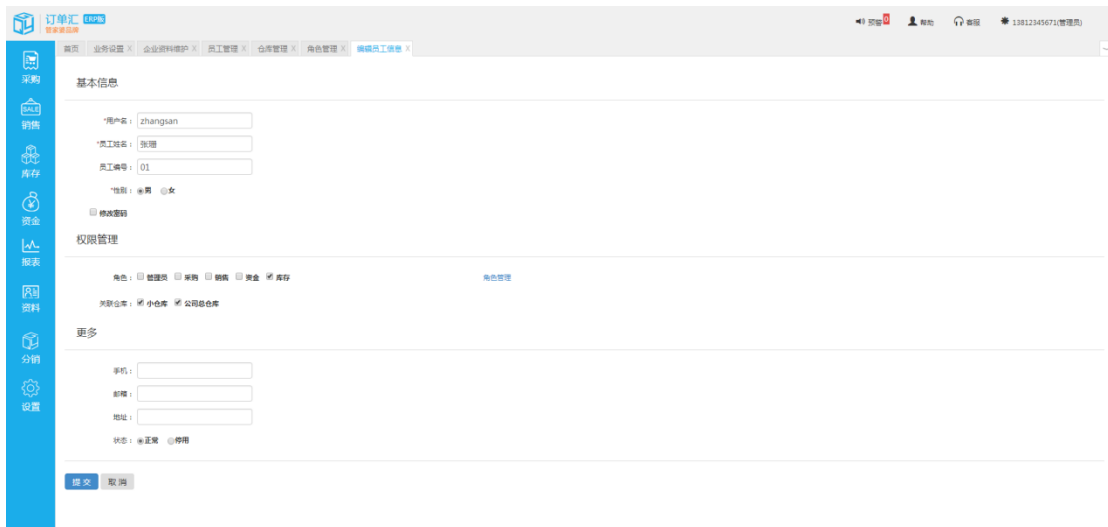 订单汇 ERP版
管家婆品牌
预警 0 帮助 客服 13812345671(管理员)
首页 业务设置 X 企业资料维护 X 员工管理 X 仓库管理 X 角色管理 X 编辑员工信息 X
采购
SALE
销售
库存
资金
报表
资料
分销
设置
基本信息
*用户名： zhangsan
*员工姓名： 张珊
员工编号： 01
*性别： 男 女
修改密码
权限管理
角色： 管理员 采购 销售 资金 库存 角色管理
关联仓库： 小仓库 公司总仓库
更多
手机：
邮箱：
地址：
状态： 正常 停用
提交 取消